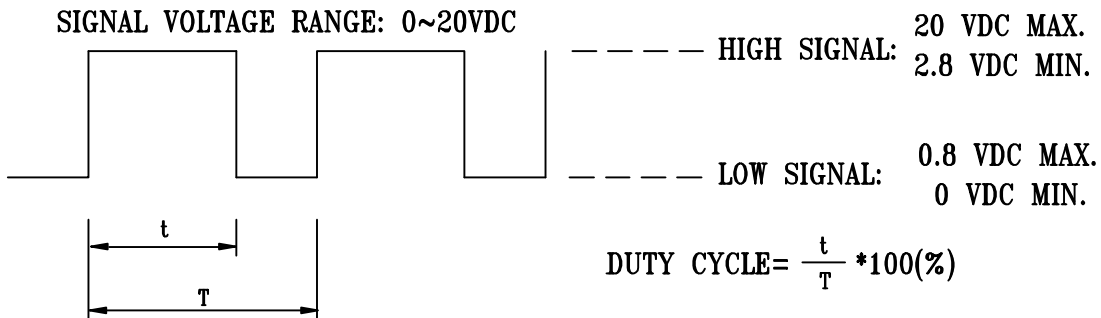 SIGNAL VOLTAGE RANGE: 0~20VDC
HIGH SIGNAL: 20 VDC MAX.
2.8 VDC MIN.
LOW SIGNAL: 0.8 VDC MAX.
0 VDC MIN.
t
T
DUTY CYCLE= t/T *100(%)